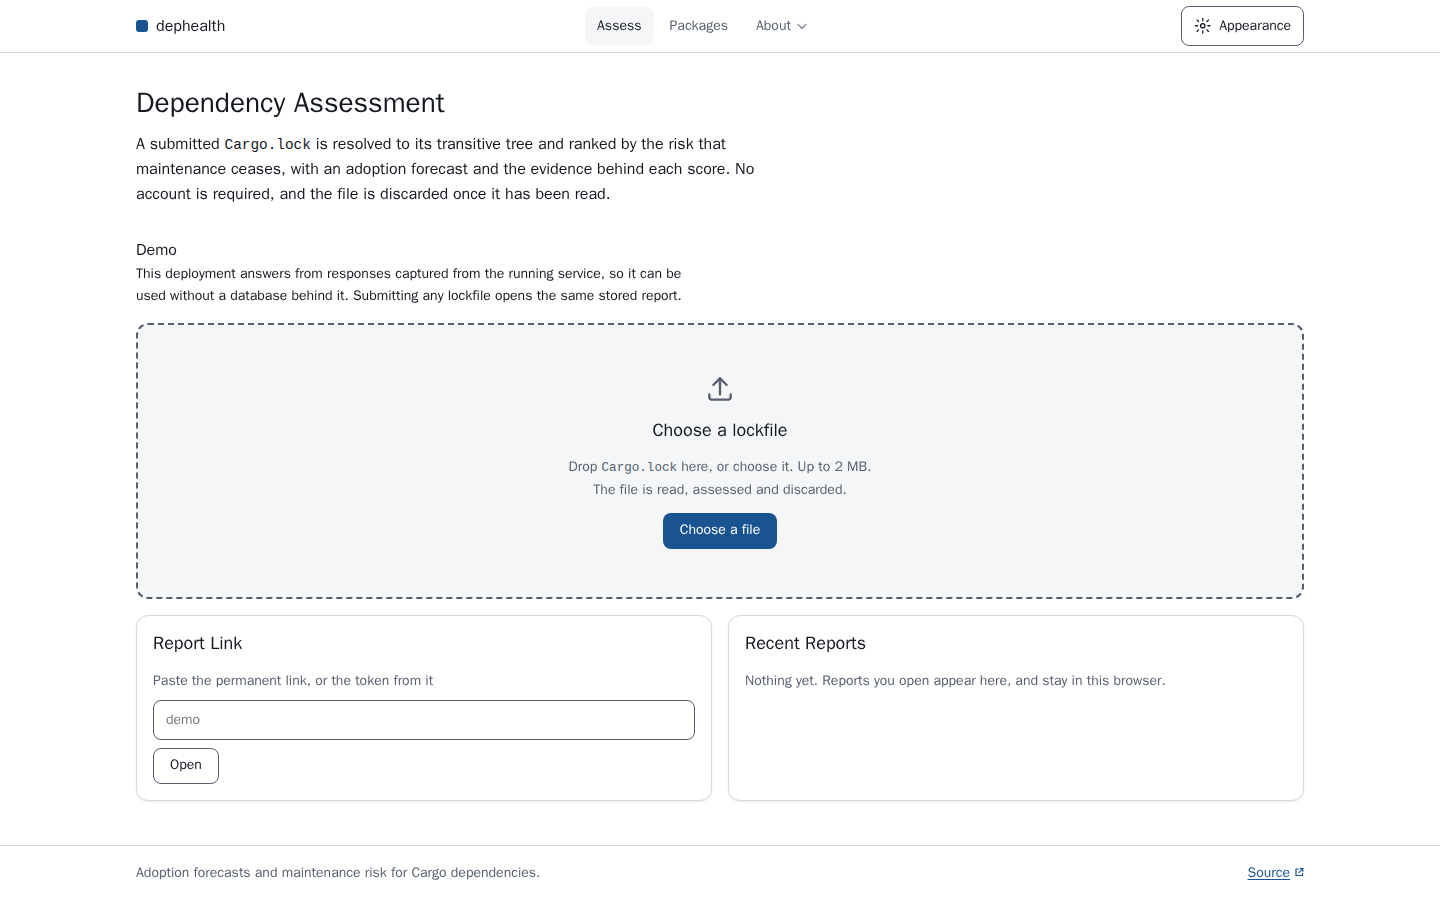 dephealth
Assess
Packages
About
Appearance
Dependency Assessment
A submitted Cargo.lock is resolved to its transitive tree and ranked by the risk that
maintenance ceases, with an adoption forecast and the evidence behind each score. No
account is required, and the file is discarded once it has been read.
Demo
This deployment answers from responses captured from the running service, so it can be
used without a database behind it. Submitting any lockfile opens the same stored report.
Choose a lockfile
Drop Cargo.lock here, or choose it. Up to 2 MB.
The file is read, assessed and discarded.
Choose a file
Report Link
Paste the permanent link, or the token from it
demo
Open
Recent Reports
Nothing yet. Reports you open appear here, and stay in this browser.
Adoption forecasts and maintenance risk for Cargo dependencies.
Source